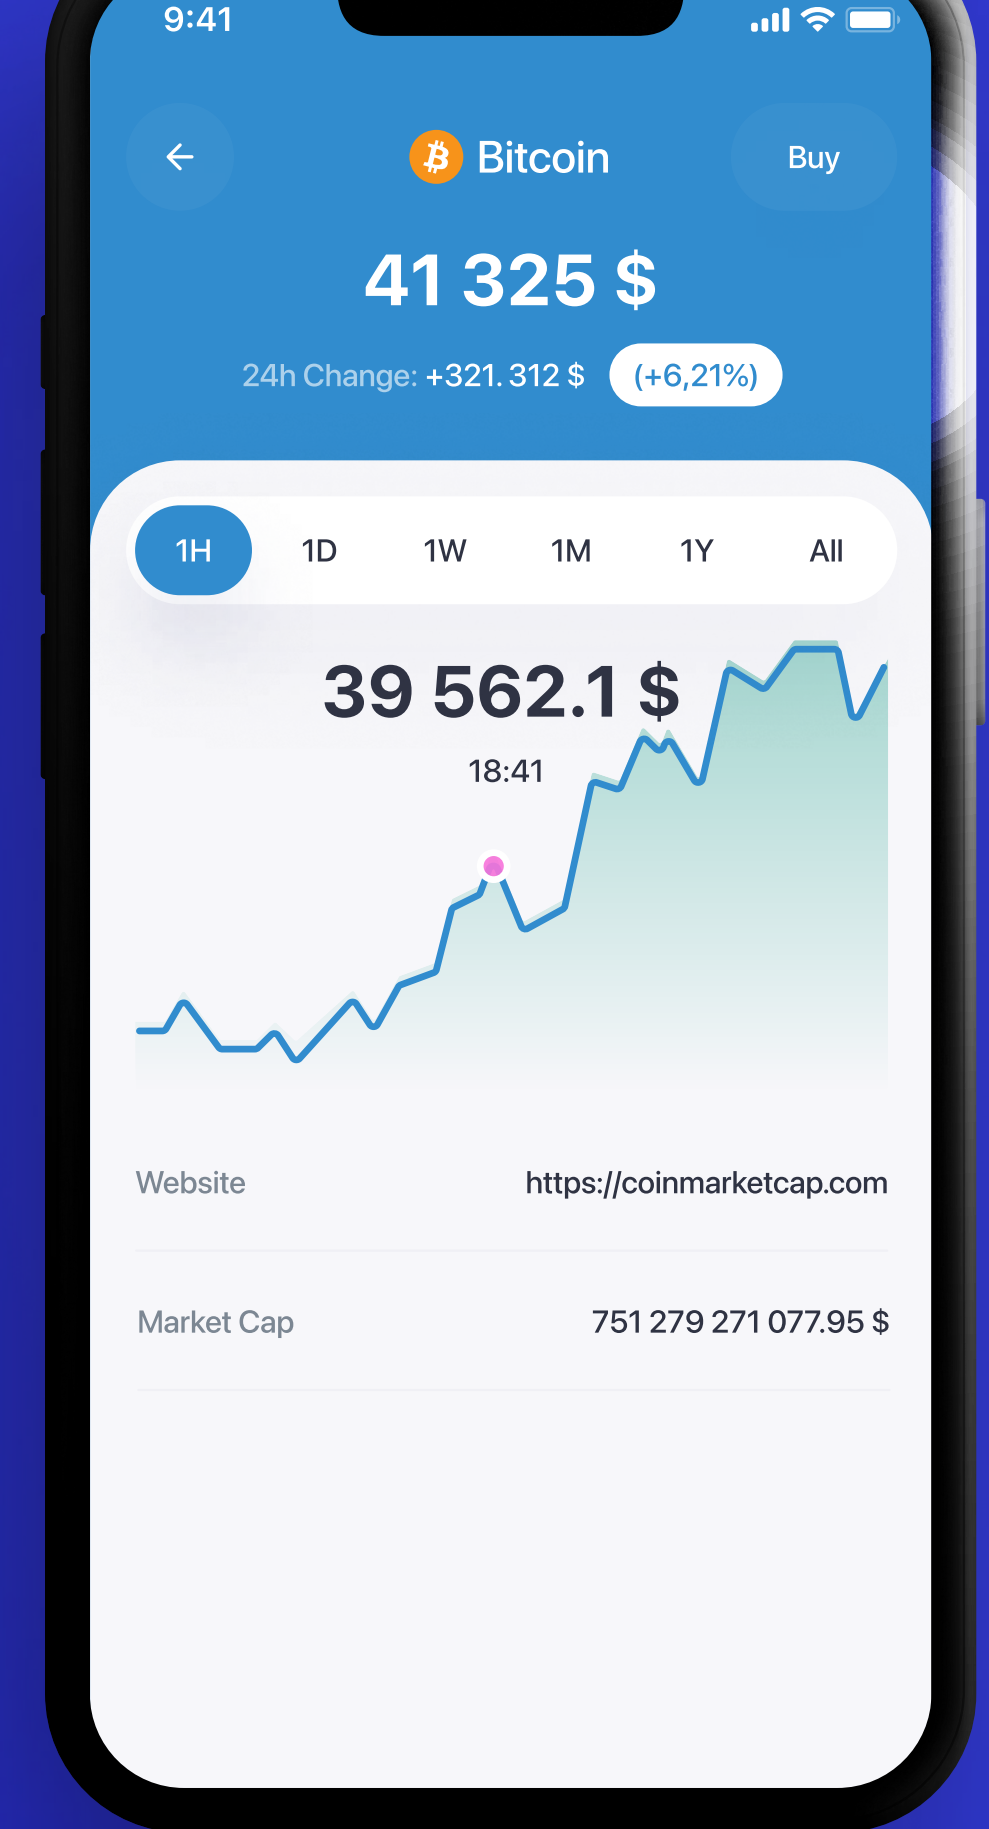 9:41
Bitcoin
Buy
41 325 $
24h Change: +321. 312 $ (+6,21%)
1H 1D 1W 1M 1Y All
39 562.1 $
18:41
Website https://coinmarketcap.com
Market Cap 751 279 271 077.95 $